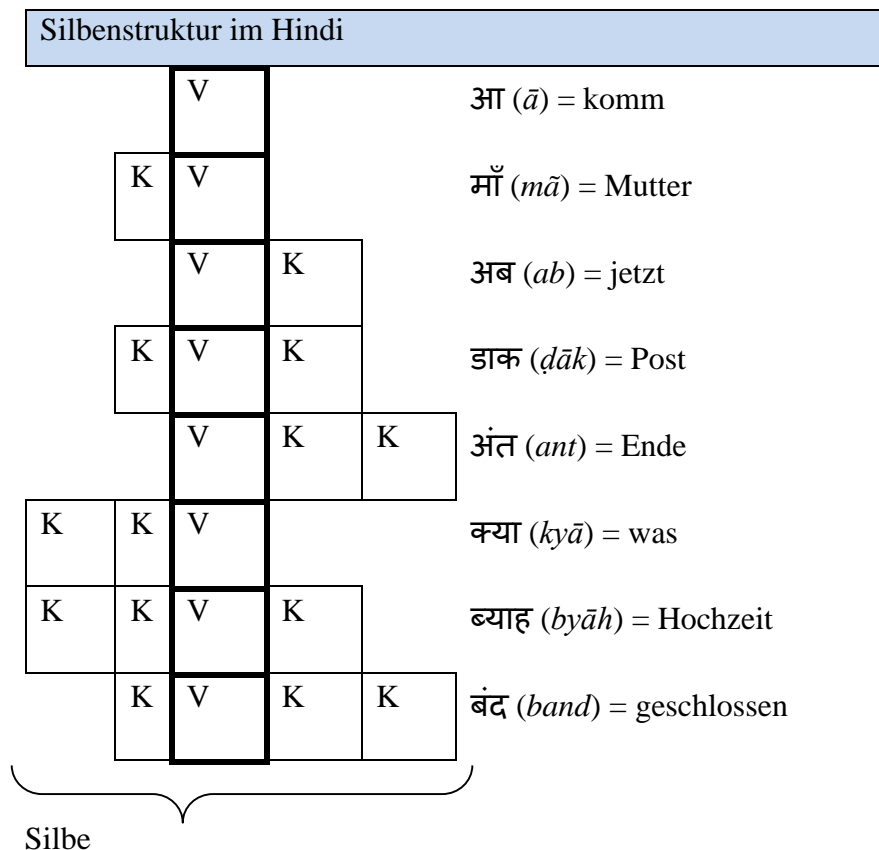 Silbenstruktur im Hindi
V आ (ā) = komm
K V माँ (mã̄) = Mutter
V K अब (ab) = jetzt
K V K डाक (ḍāk) = Post
V K K अंत (ant) = Ende
K K V क्या (kyā) = was
K K V K ब्याह (byāh) = Hochzeit
K V K K बंद (band) = geschlossen
Silbe